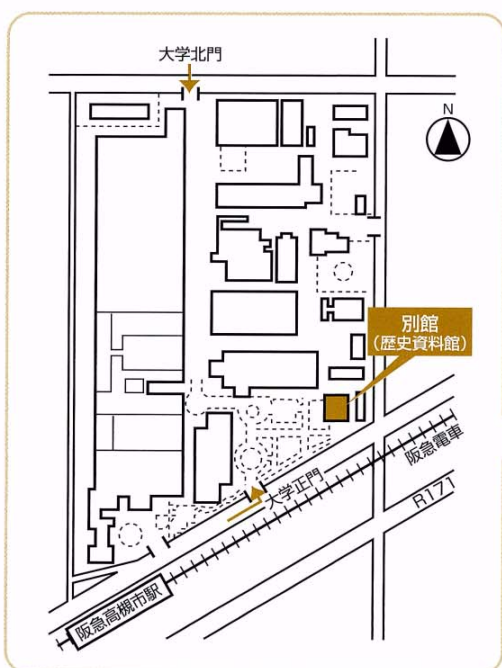 大学北門
N
別館
(歴史資料館)
阪急電車
大学正門
R171
阪急高槻市駅